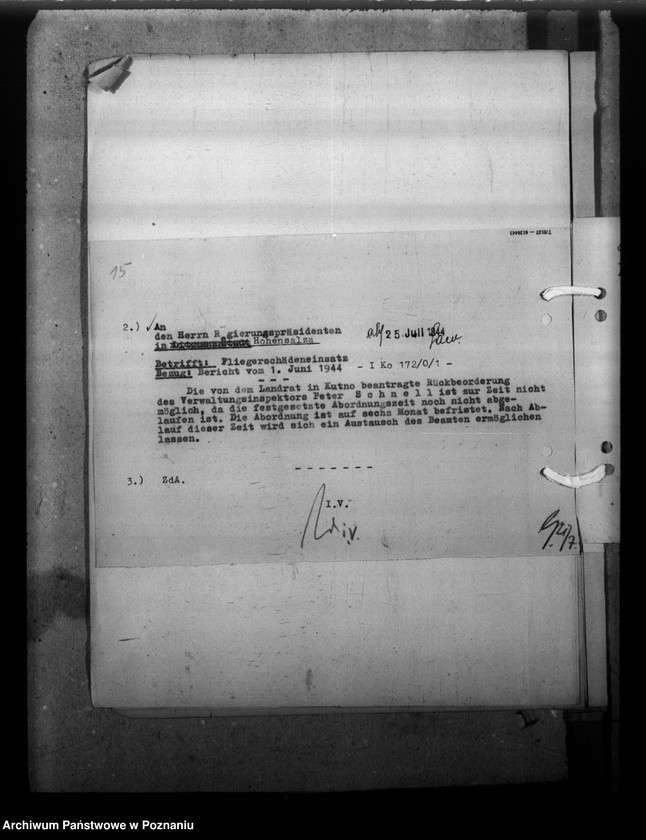 15
2.) An
den Herrn Regierungspräsidenten
in Hohensalza
ab 25. Juli 1944
Betrifft: Fliegerschädeneinsatz
Bezug: Bericht vom 1. Juni 1944 - I Ko 172/0/1 -
- - -
Die von dem Landrat in Kutno beantragte Rückbeorderung
des Verwaltungsinspektors Peter S c h n e l l ist zur Zeit nicht
möglich, da die festgesetzte Abordnungszeit noch nicht abge-
laufen ist. Die Abordnung ist auf sechs Monat befristet. Nach Ab-
lauf dieser Zeit wird sich ein Austausch des Beamten ermöglichen
lassen.
- - - - - - -
3.) ZdA.
I.V.
Archiwum Państwowe w Poznaniu